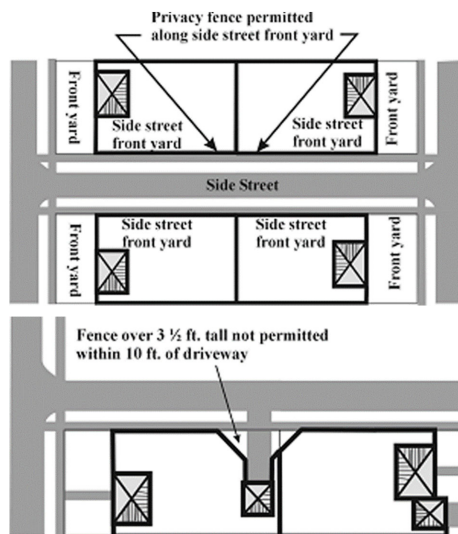 Privacy fence permitted
along side street front yard
Front yard
Side street
front yard
Side street
front yard
Front yard
Side Street
Front yard
Side street
front yard
Side street
front yard
Front yard
Fence over 3 ½ ft. tall not permitted
within 10 ft. of driveway